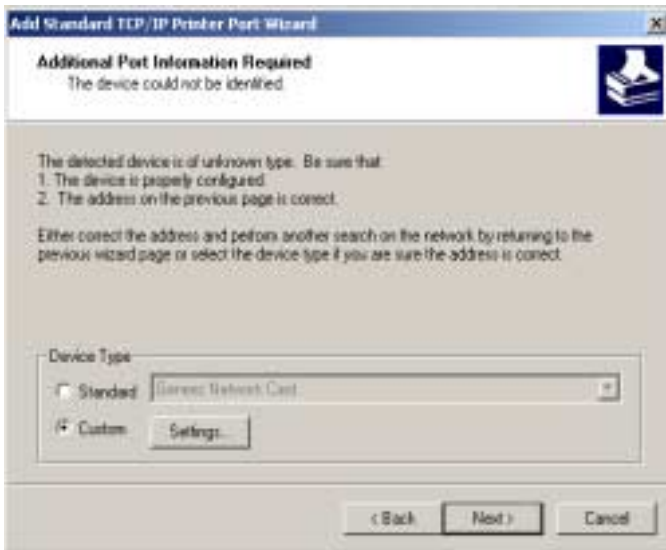 Add Standard TCP/IP Printer Port Wizard
Additional Port Information Required
The device could not be identified.
The detected device is of unknown type. Be sure that:
1. The device is properly configured.
2. The address on the previous page is correct.
Either correct the address and perform another search on the network by returning to the
previous wizard page or select the device type if you are sure the address is correct.
Device Type
Standard Generic Network Card
Custom Settings...
< Back Next > Cancel